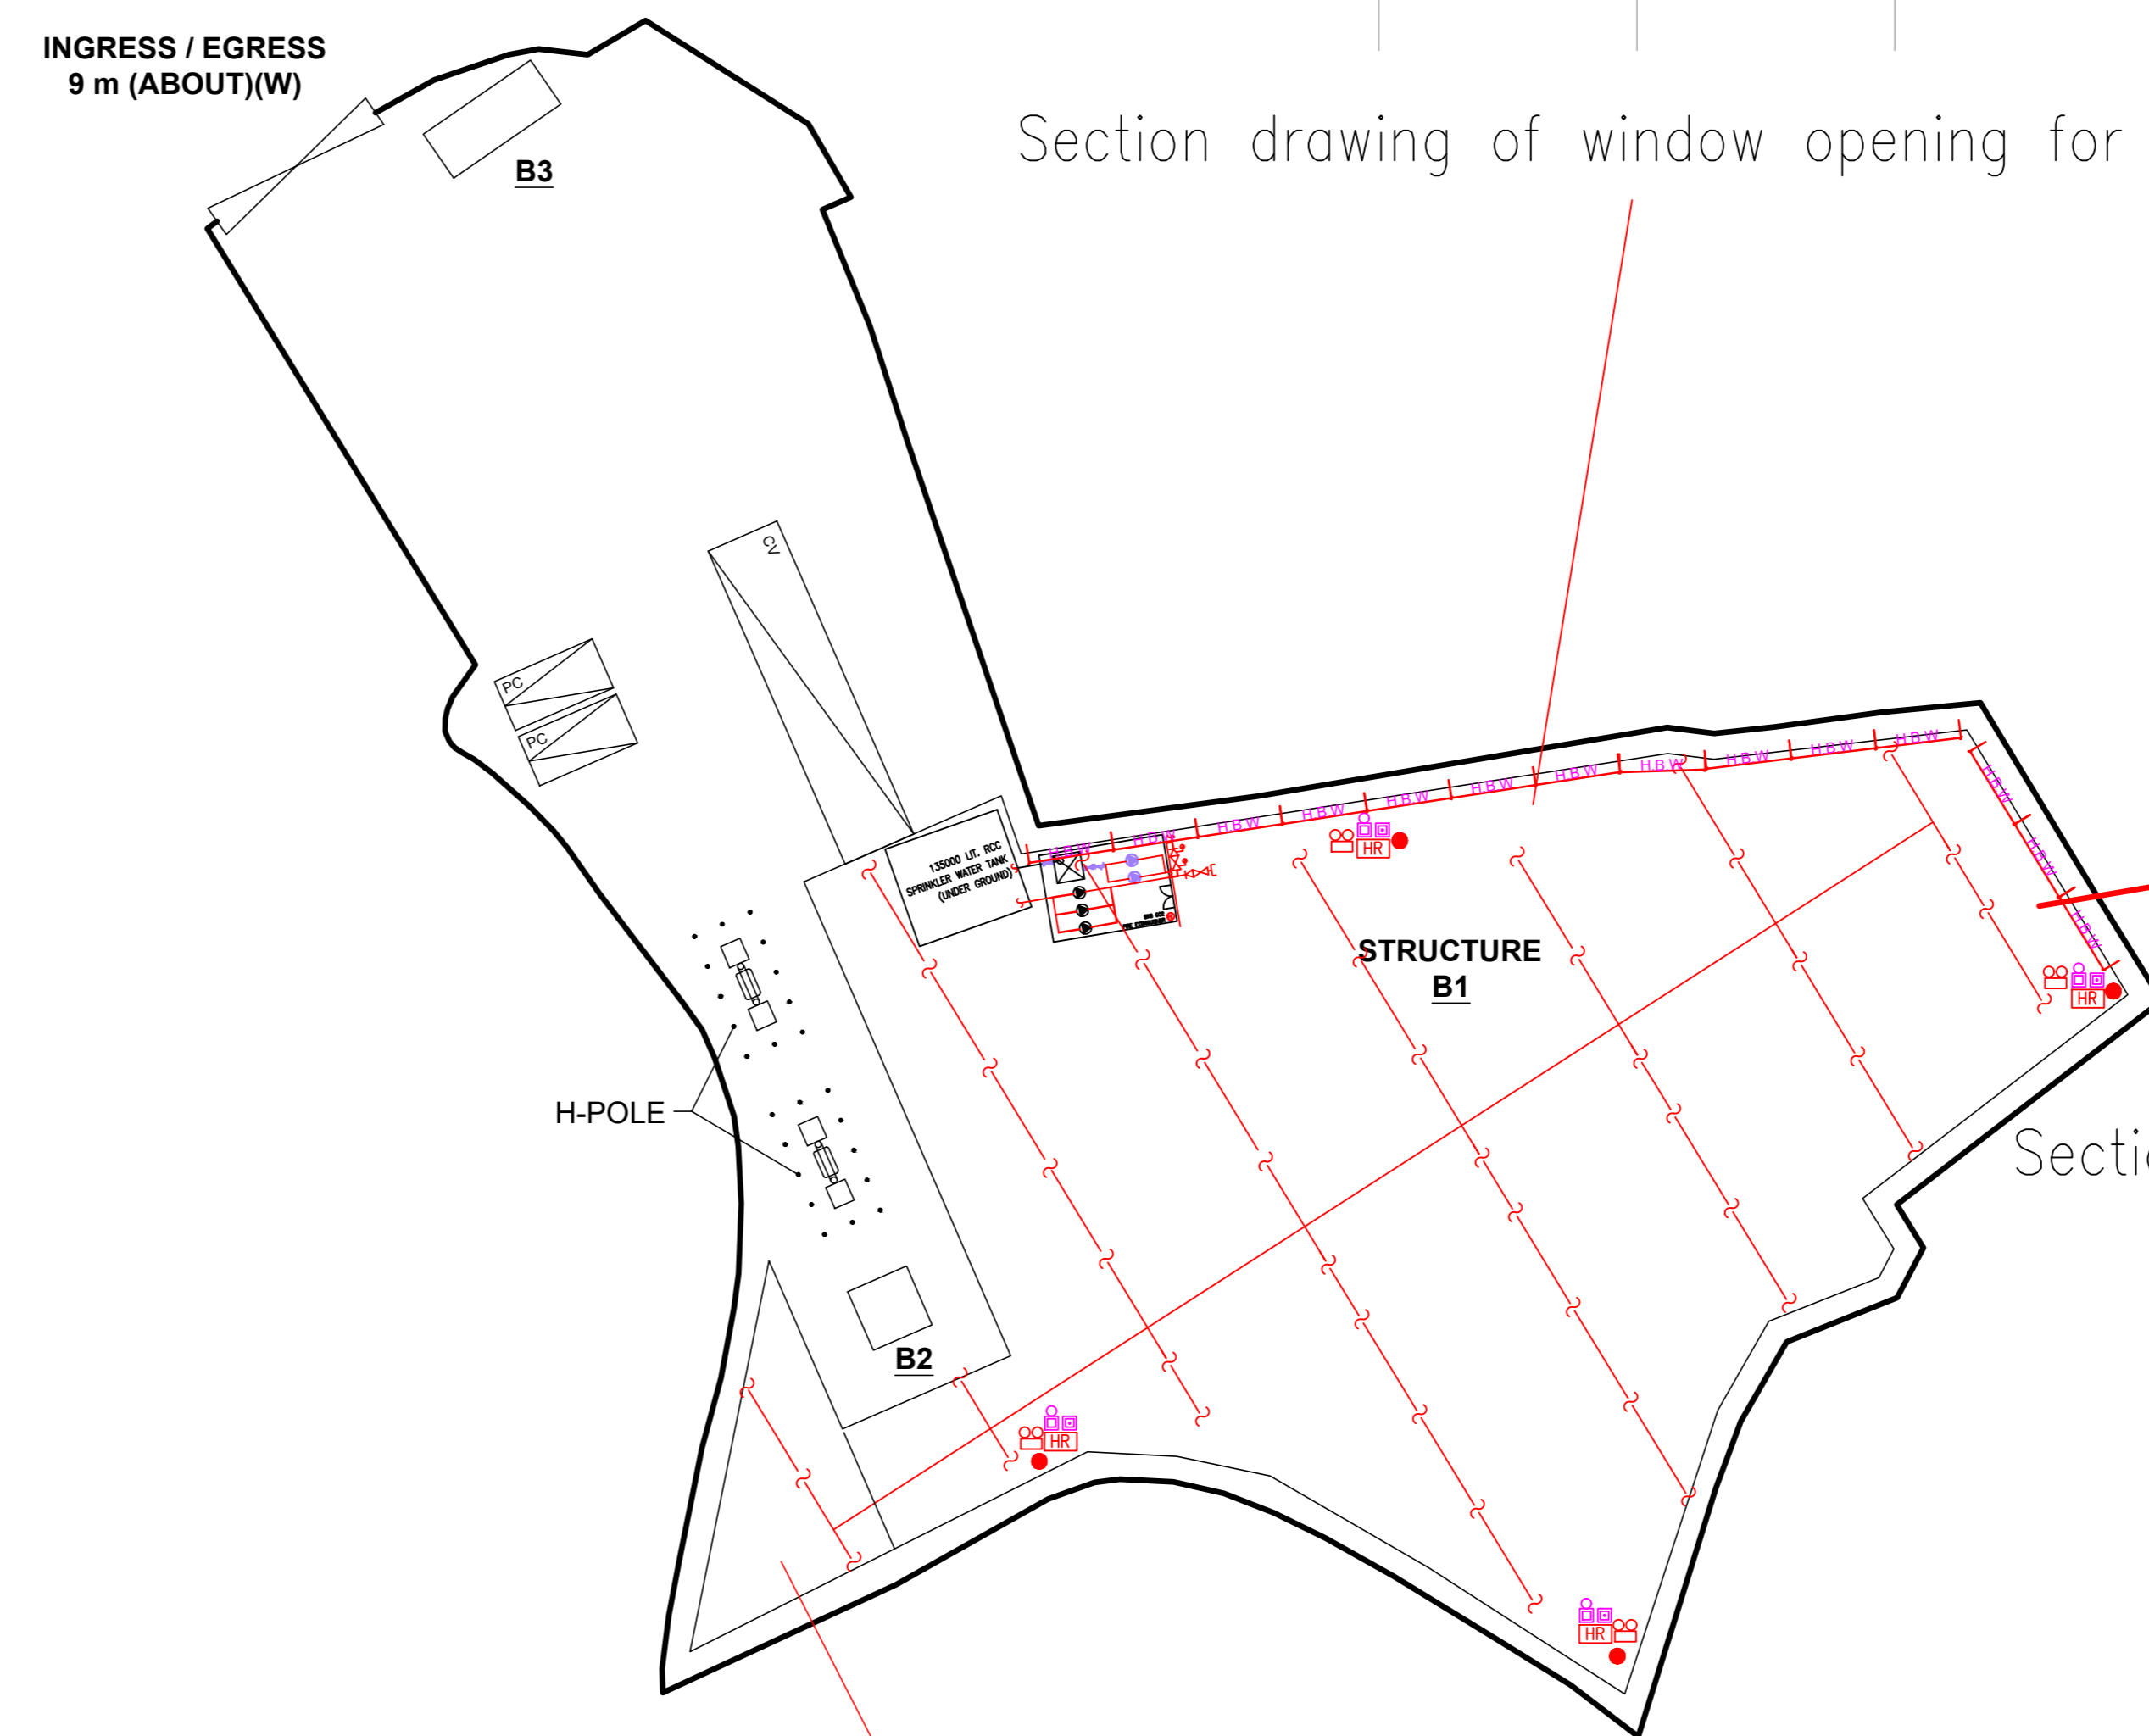 INGRESS / EGRESS
9 m (ABOUT)(W)
B3
Section drawing of window opening for
CV
PC
PC
135000 LIT. RCC
SPRINKLER WATER TANK
(UNDER GROUND)
H.B.W
H.B.W
H.B.W
H.B.W
H.B.W
H.B.W
H.B.W
H.B.W
H.B.W
H.B.W
H.B.W
H.B.W
H.B.W
H.B.W
HR
HR
STRUCTURE
B1
H-POLE
Secti
B2
HR
HR